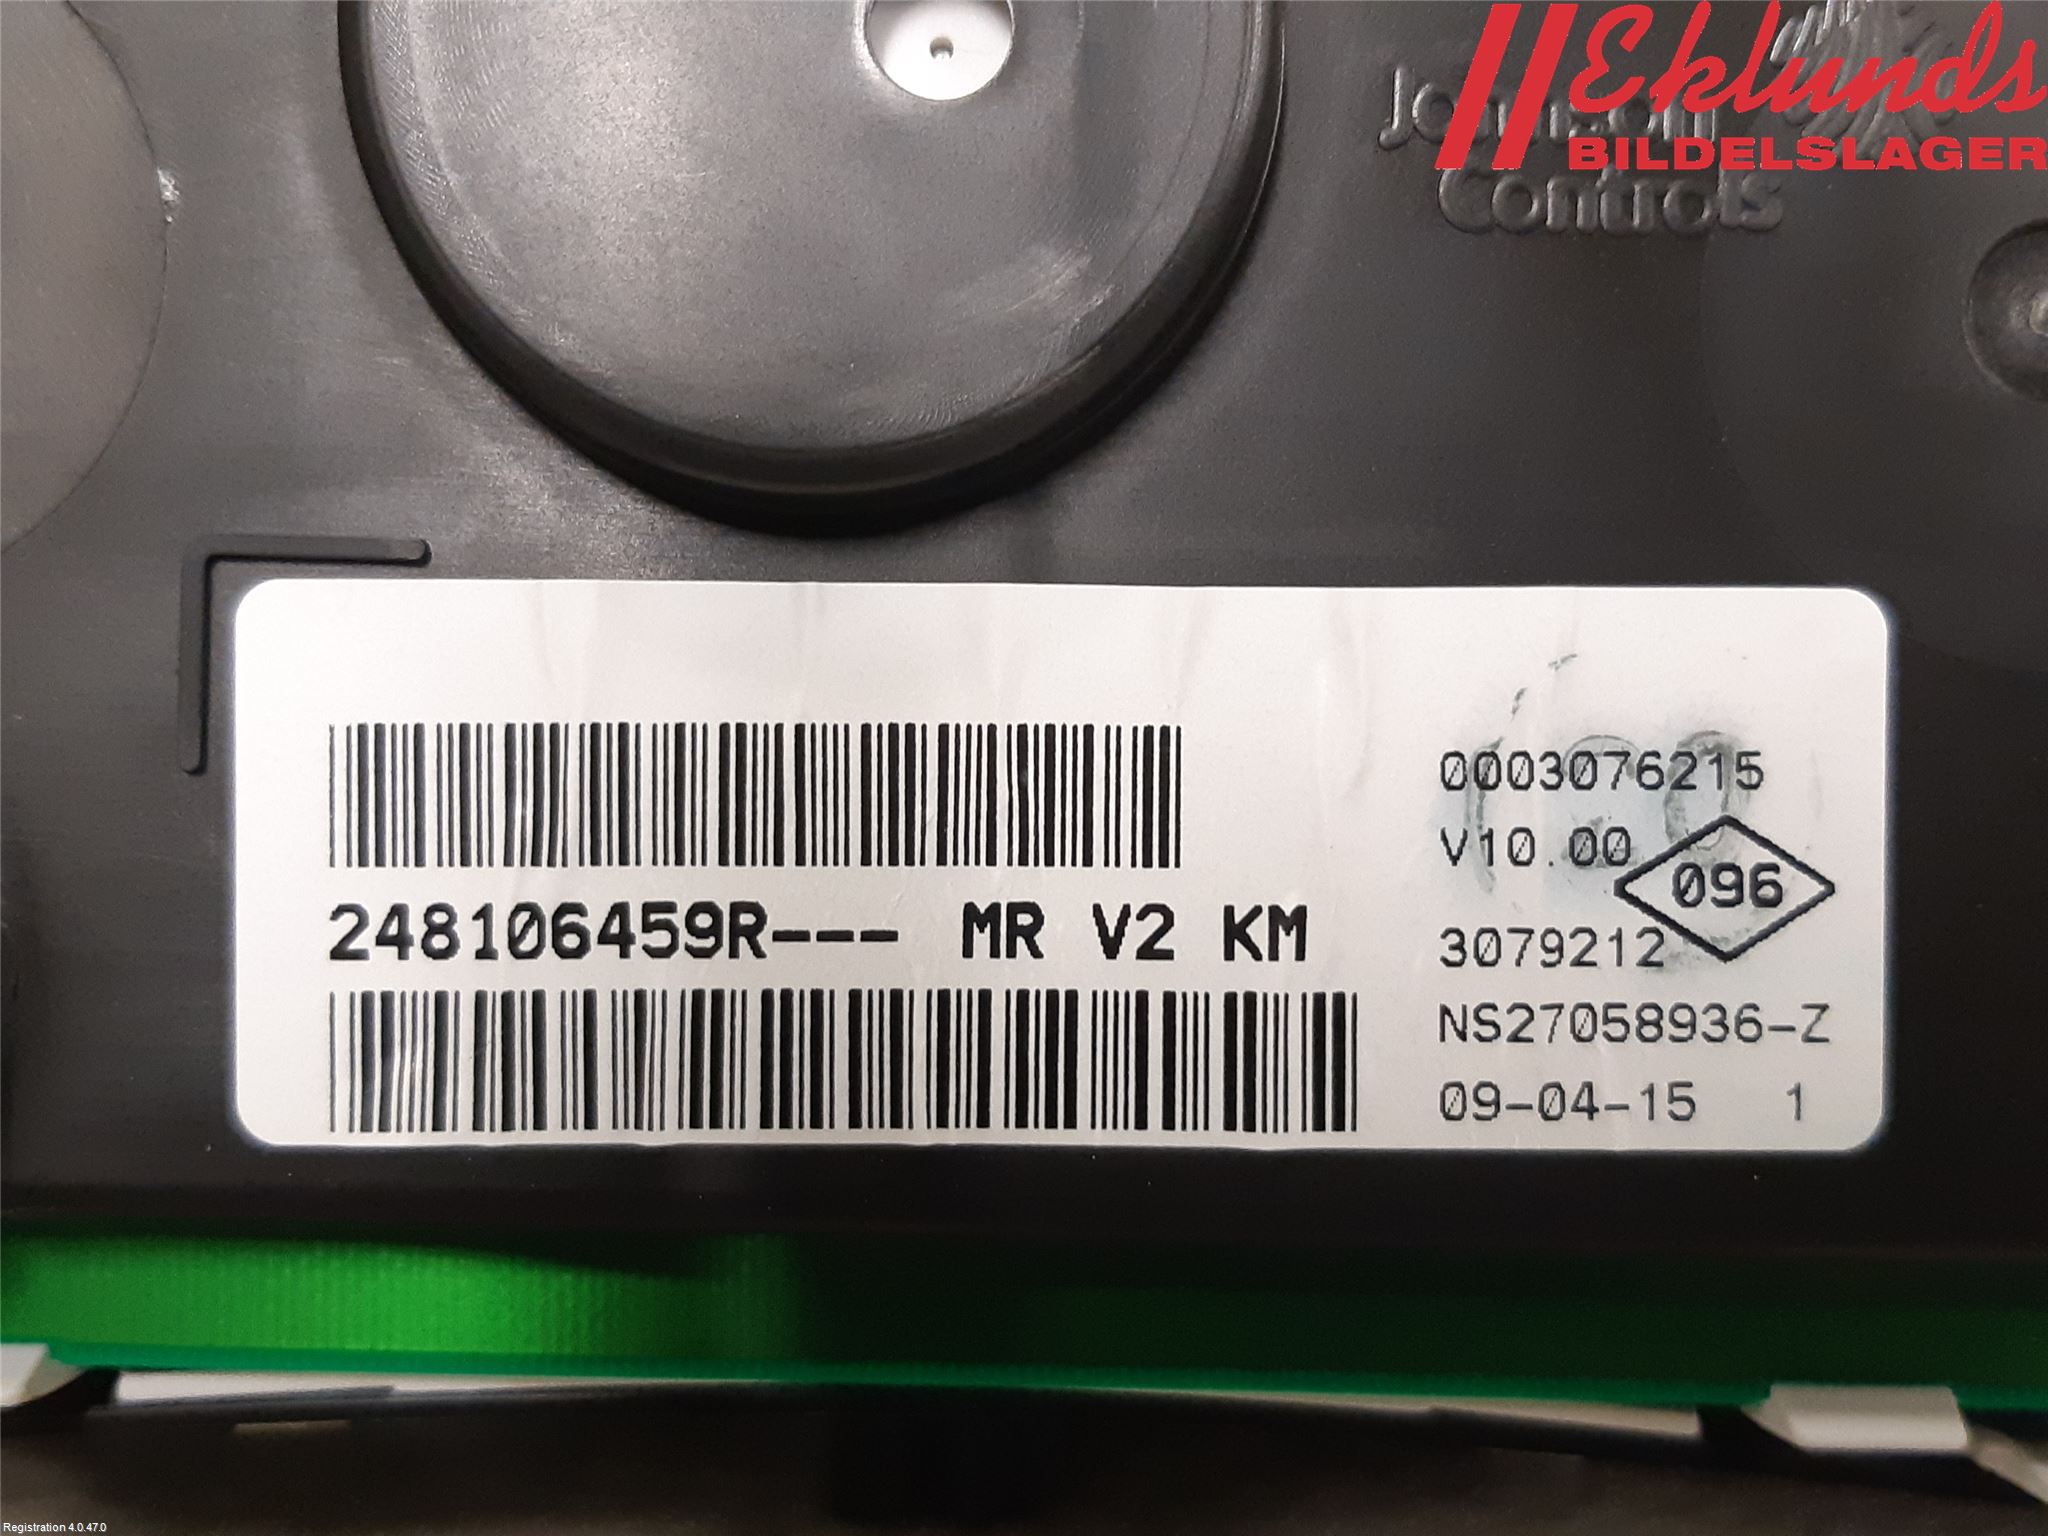 Eklunds
BILDELSLAGER
Johnson
Controls
0003076215
V10.00
096
248106459R--- MR V2 KM
3079212
NS27058936-Z
09-04-15 1
Registration 4.0.47.0